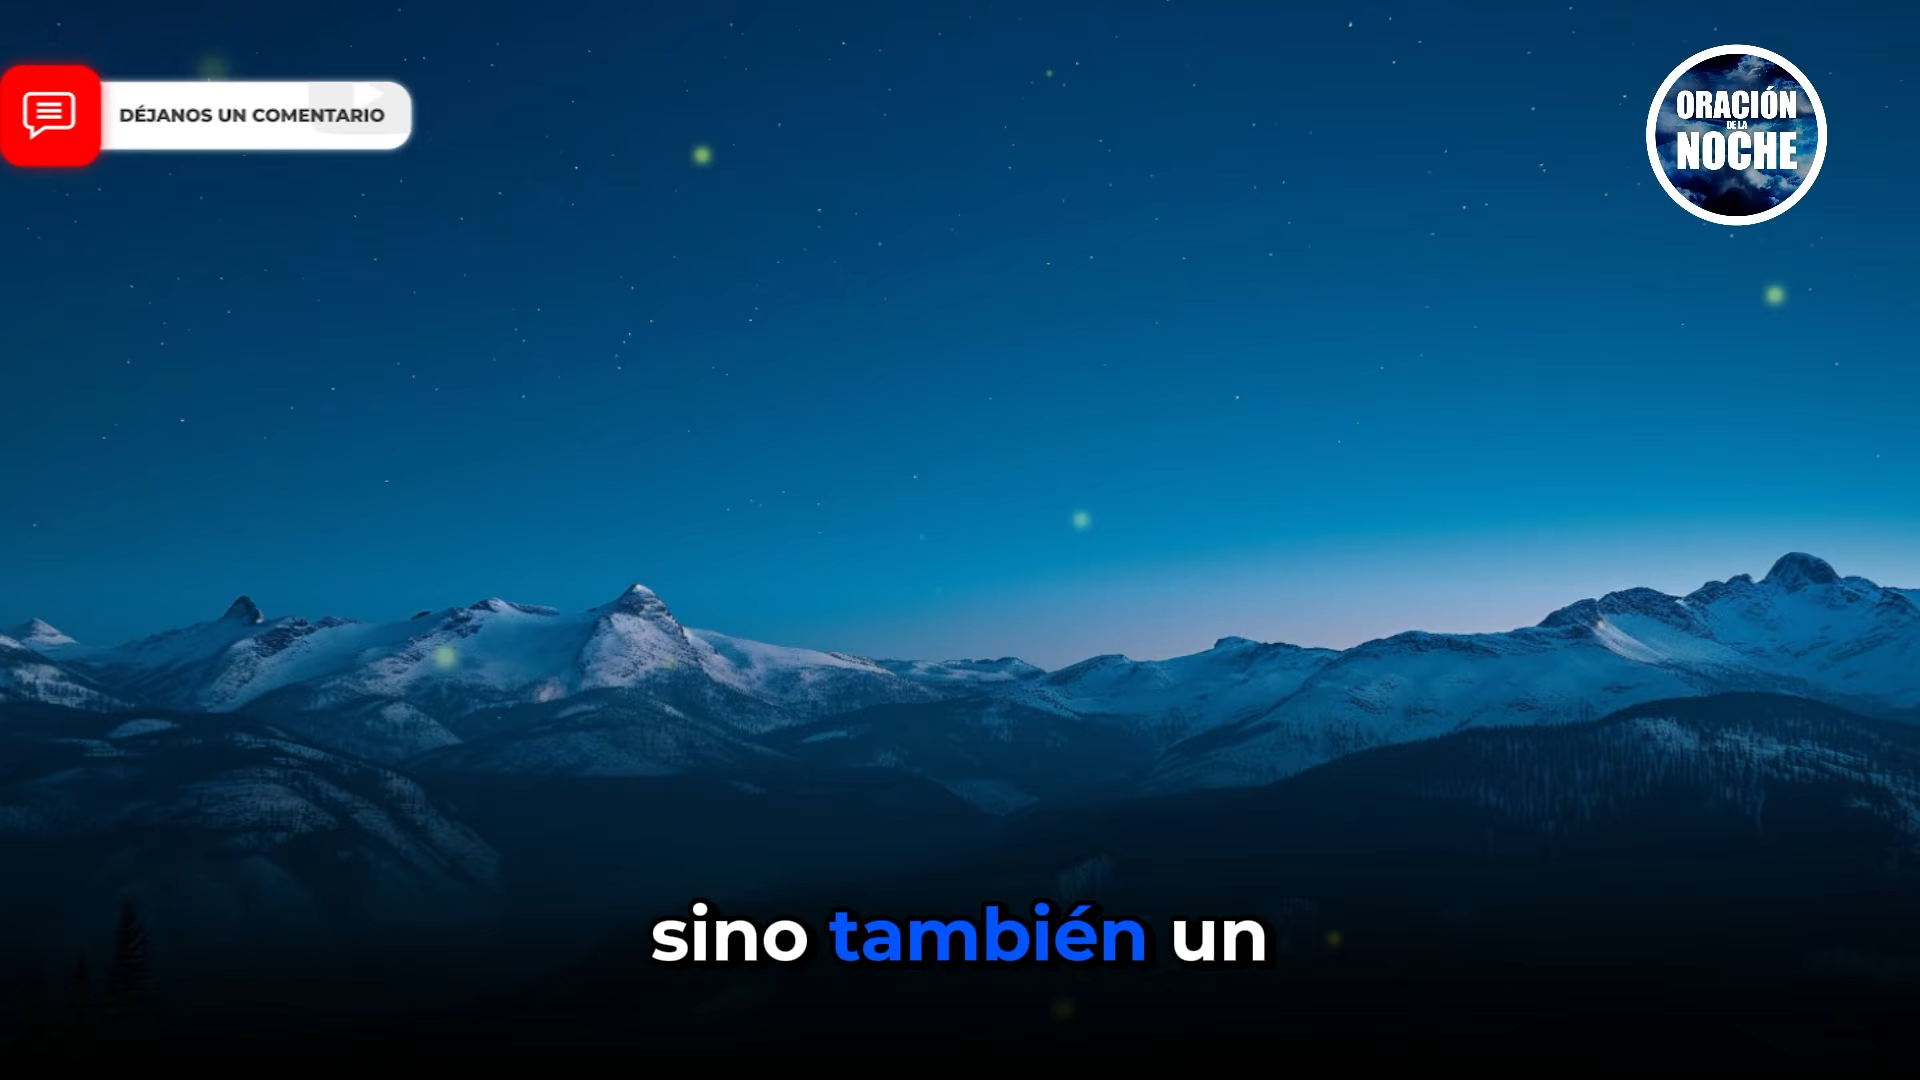 DÉJANOS UN COMENTARIO
ORACIÓN
DE LA
NOCHE
sino también un